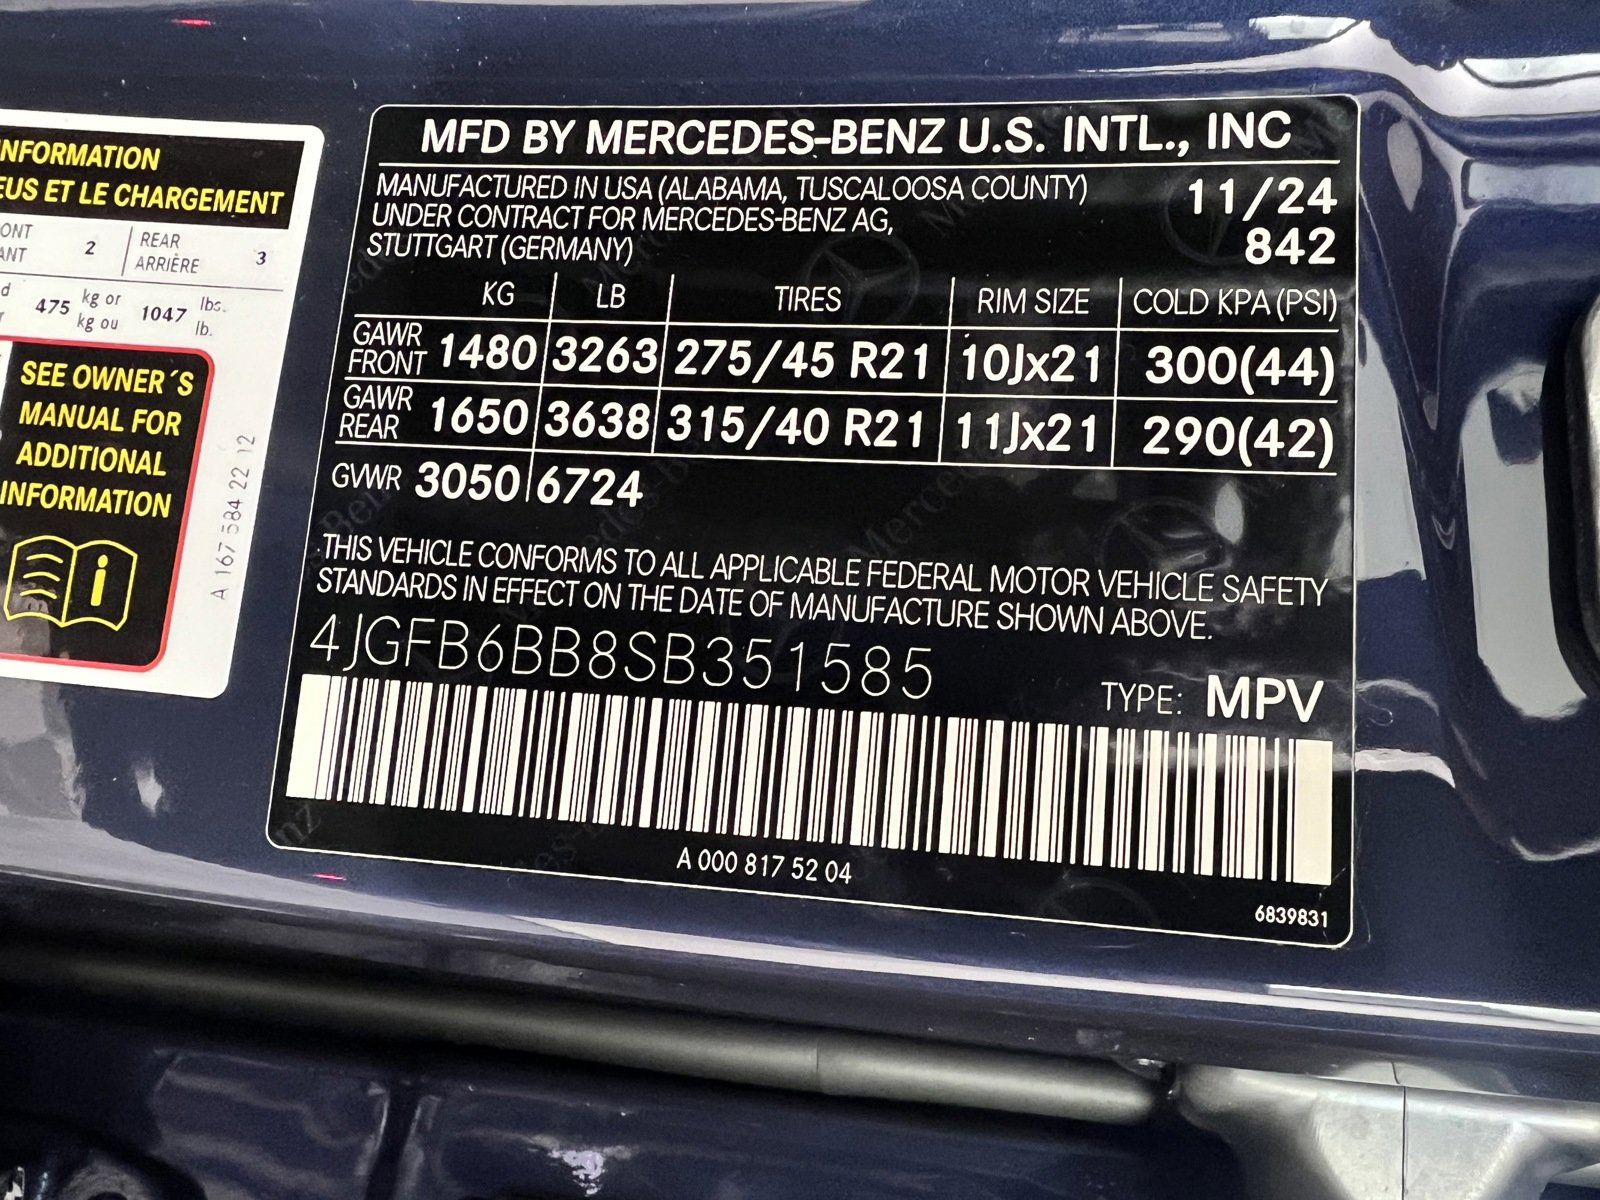 INFORMATION
EUS ET LE CHARGEMENT
ONT
ANT
2
REAR
ARRIÈRE
3
475 kg or
kg ou
1047 lbs.
lb.
SEE OWNER´S
MANUAL FOR
ADDITIONAL
INFORMATION
A 167 584 22 12
MFD BY MERCEDES-BENZ U.S. INTL., INC
MANUFACTURED IN USA (ALABAMA, TUSCALOOSA COUNTY) 11/24
UNDER CONTRACT FOR MERCEDES-BENZ AG, 842
STUTTGART (GERMANY)
KG LB TIRES RIM SIZE COLD KPA (PSI)
GAWR FRONT 1480 3263 275/45 R21 10Jx21 300(44)
GAWR REAR 1650 3638 315/40 R21 11Jx21 290(42)
GVWR 3050 6724
THIS VEHICLE CONFORMS TO ALL APPLICABLE FEDERAL MOTOR VEHICLE SAFETY
STANDARDS IN EFFECT ON THE DATE OF MANUFACTURE SHOWN ABOVE.
4JGFB6BB8SB351585
TYPE: MPV
A 000 817 52 04
6839831